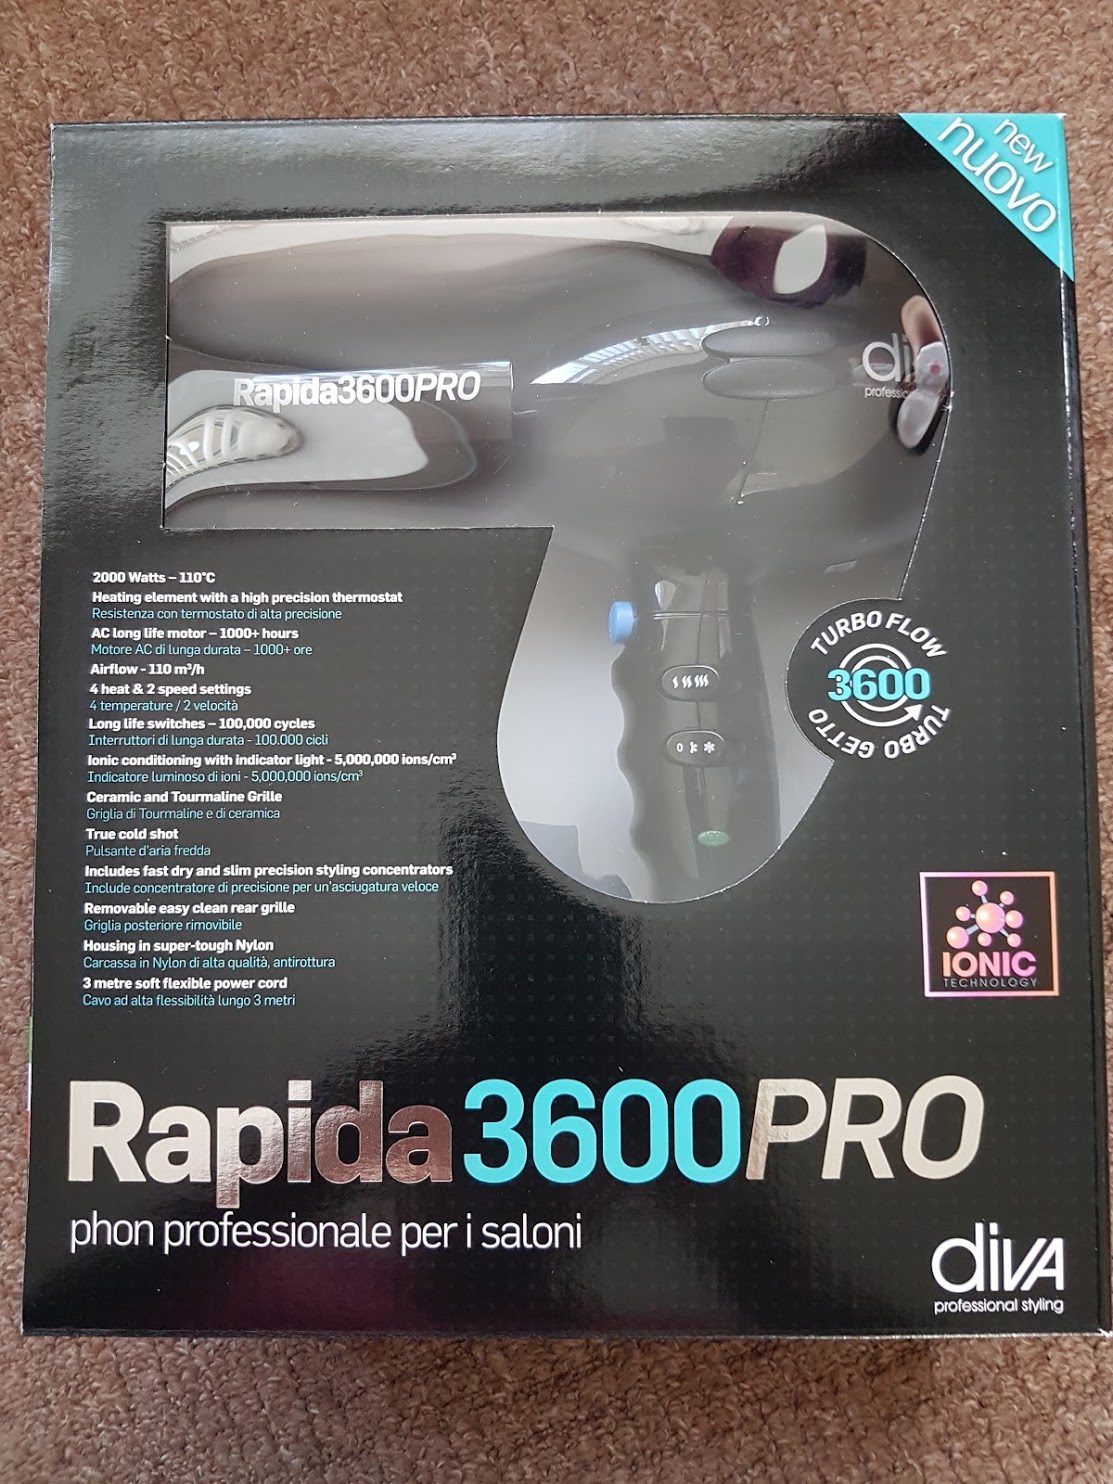 new
nuovo
Rapida3600PRO
2000 Watts – 110°C
Heating element with a high precision thermostat
Resistenza con termostato di alta precisione
AC long life motor – 1000+ hours
Motore AC di lunga durata – 1000+ ore
Airflow - 110 m³/h
4 heat & 2 speed settings
4 temperature / 2 velocità
Long life switches – 100,000 cycles
Interruttori di lunga durata - 100.000 cicli
Ionic conditioning with indicator light - 5,000,000 ions/cm³
Indicatore luminoso di ioni - 5,000,000 ions/cm³
Ceramic and Tourmaline Grille
Griglia di Tourmaline e di ceramica
True cold shot
Pulsante d'aria fredda
Includes fast dry and slim precision styling concentrators
Include concentratore di precisione per un'asciugatura veloce
Removable easy clean rear grille
Griglia posteriore rimovibile
Housing in super-tough Nylon
Carcassa in Nylon di alta qualità, antirottura
3 metre soft flexible power cord
Cavo ad alta flessibilità lungo 3 metri
TURBO FLOW
3600
TURBO GETTO
IONIC
TECHNOLOGY
Rapida3600PRO
phon professionale per i saloni
diVA
professional styling